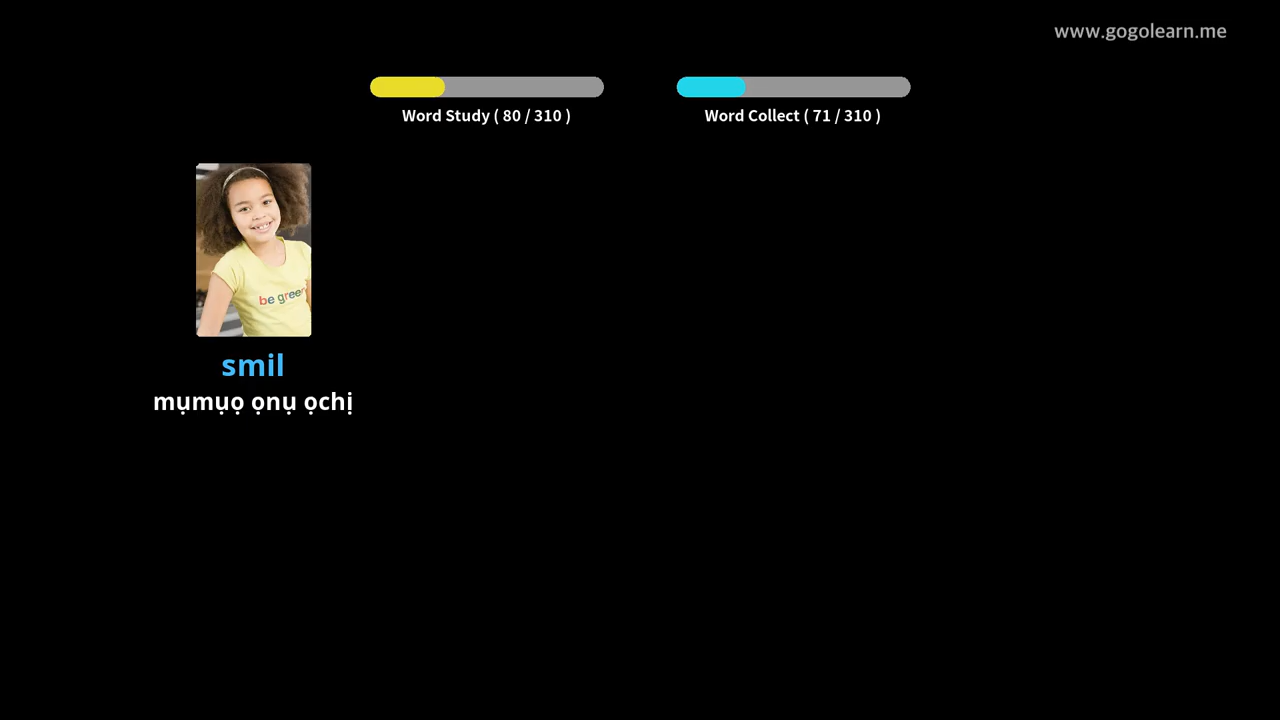 www.gogolearn.me
Word Study ( 80 / 310 )
Word Collect ( 71 / 310 )
be green
smil
mụmụọ ọnụ ọchị